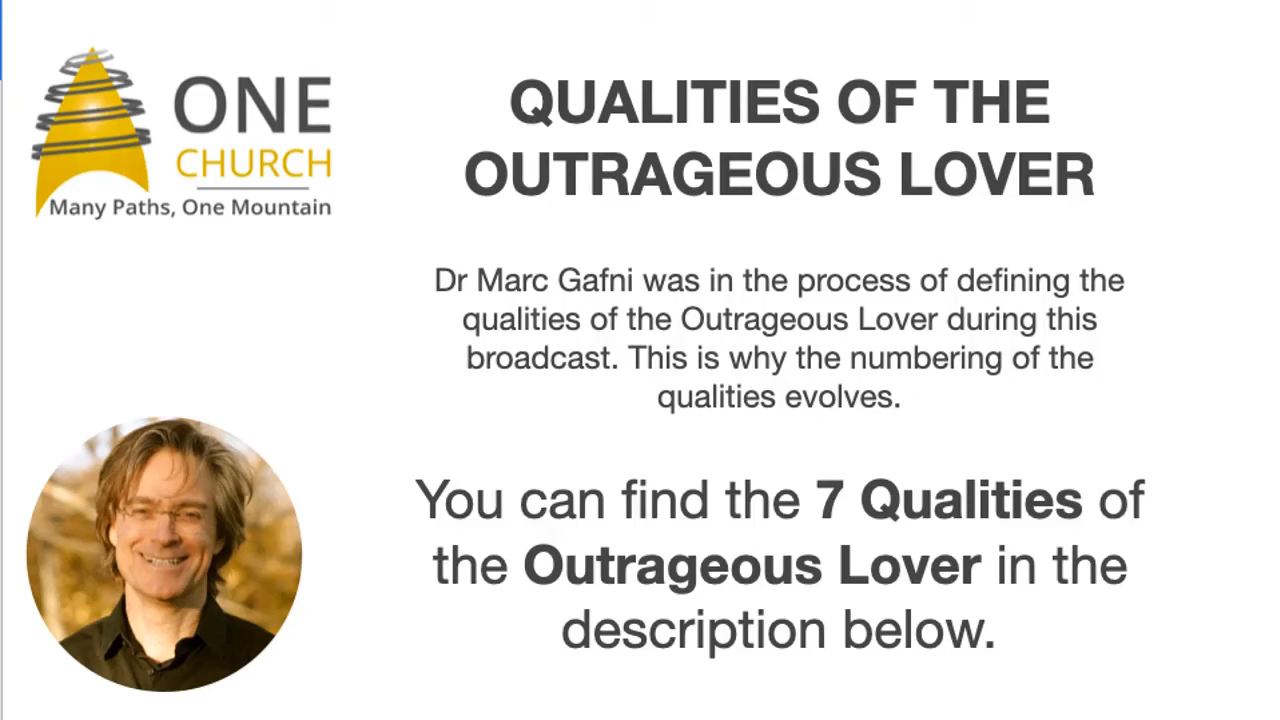 ONE
CHURCH
Many Paths, One Mountain
QUALITIES OF THE
OUTRAGEOUS LOVER
Dr Marc Gafni was in the process of defining the
qualities of the Outrageous Lover during this
broadcast. This is why the numbering of the
qualities evolves.
You can find the 7 Qualities of
the Outrageous Lover in the
description below.